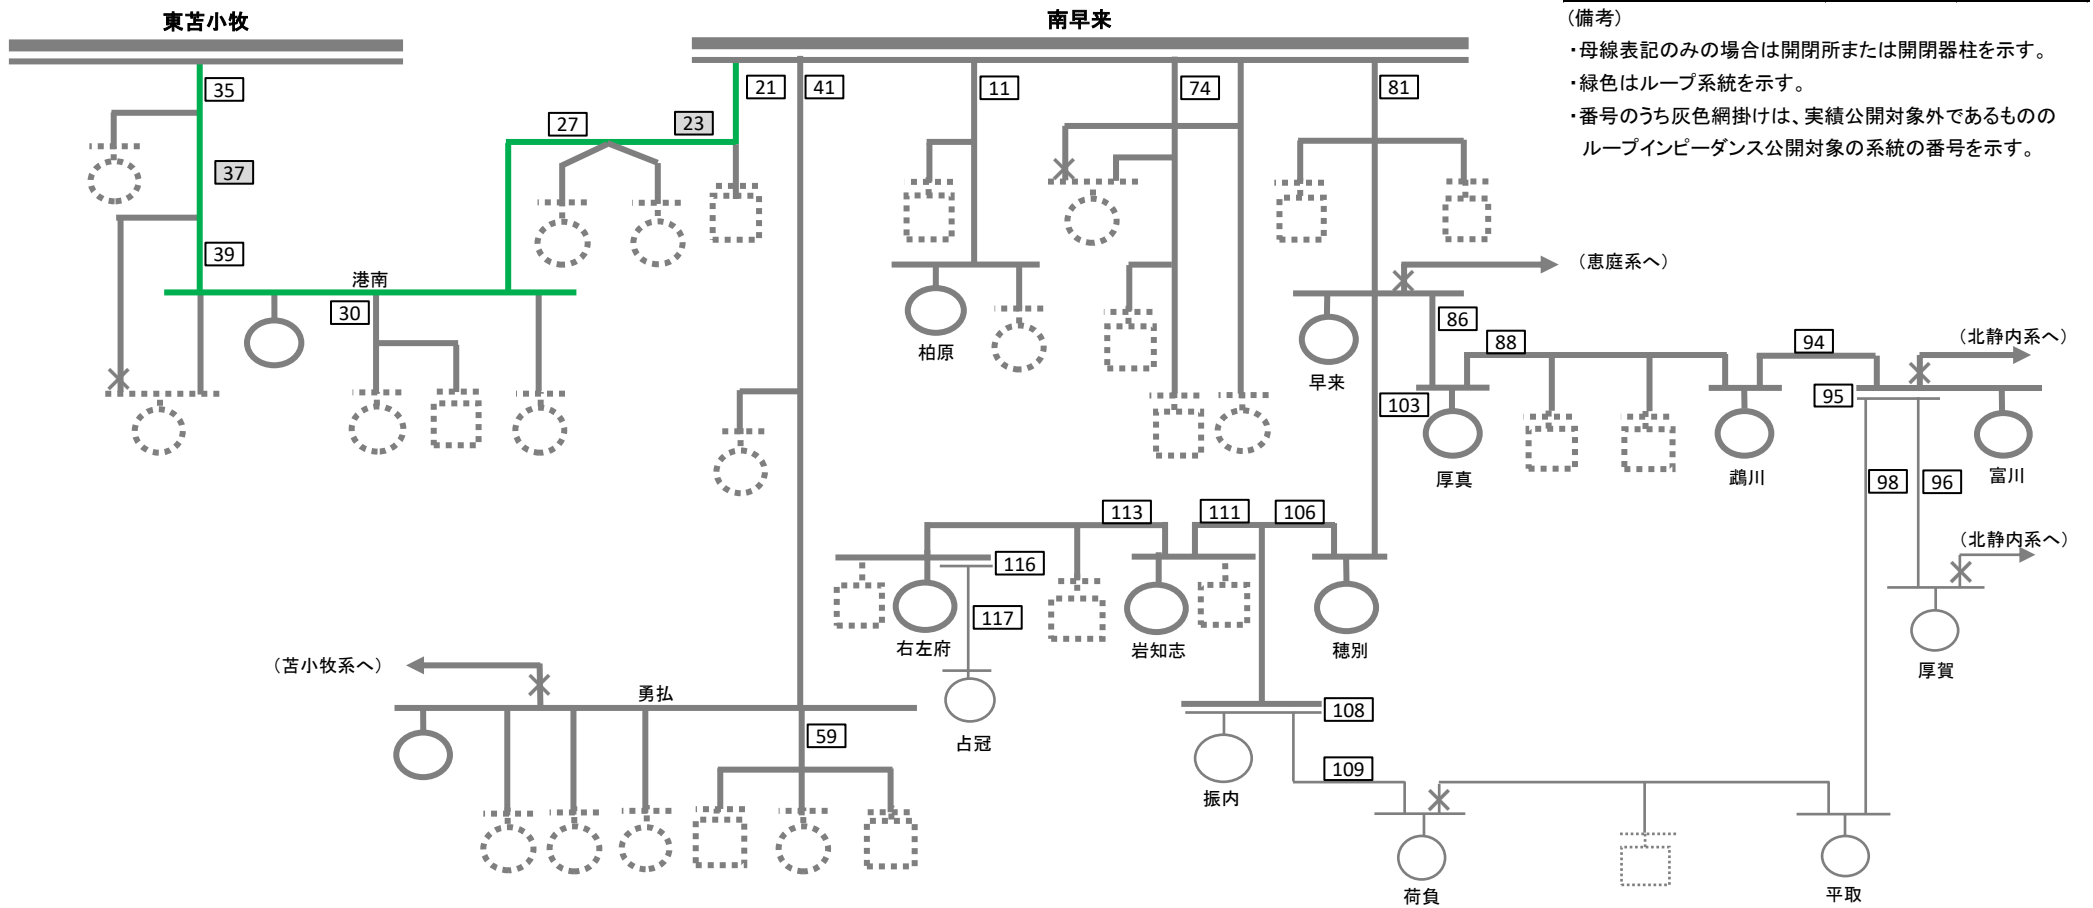 東苫小牧
南早来
(備考)
・母線表記のみの場合は開閉所または開閉器柱を示す。
・緑色はループ系統を示す。
・番号のうち灰色網掛けは、実績公開対象外であるものの
ループインピーダンス公開対象の系統の番号を示す。
35
21
41
11
74
81
27
23
37
39
港南
30
(恵庭系へ)
柏原
早来
86
88
94
(北静内系へ)
103
95
厚真
鵡川
富川
98
96
113
111
106
116
117
(北静内系へ)
右左府
岩知志
穂別
厚賀
(苫小牧系へ)
勇払
108
占冠
59
109
振内
荷負
平取